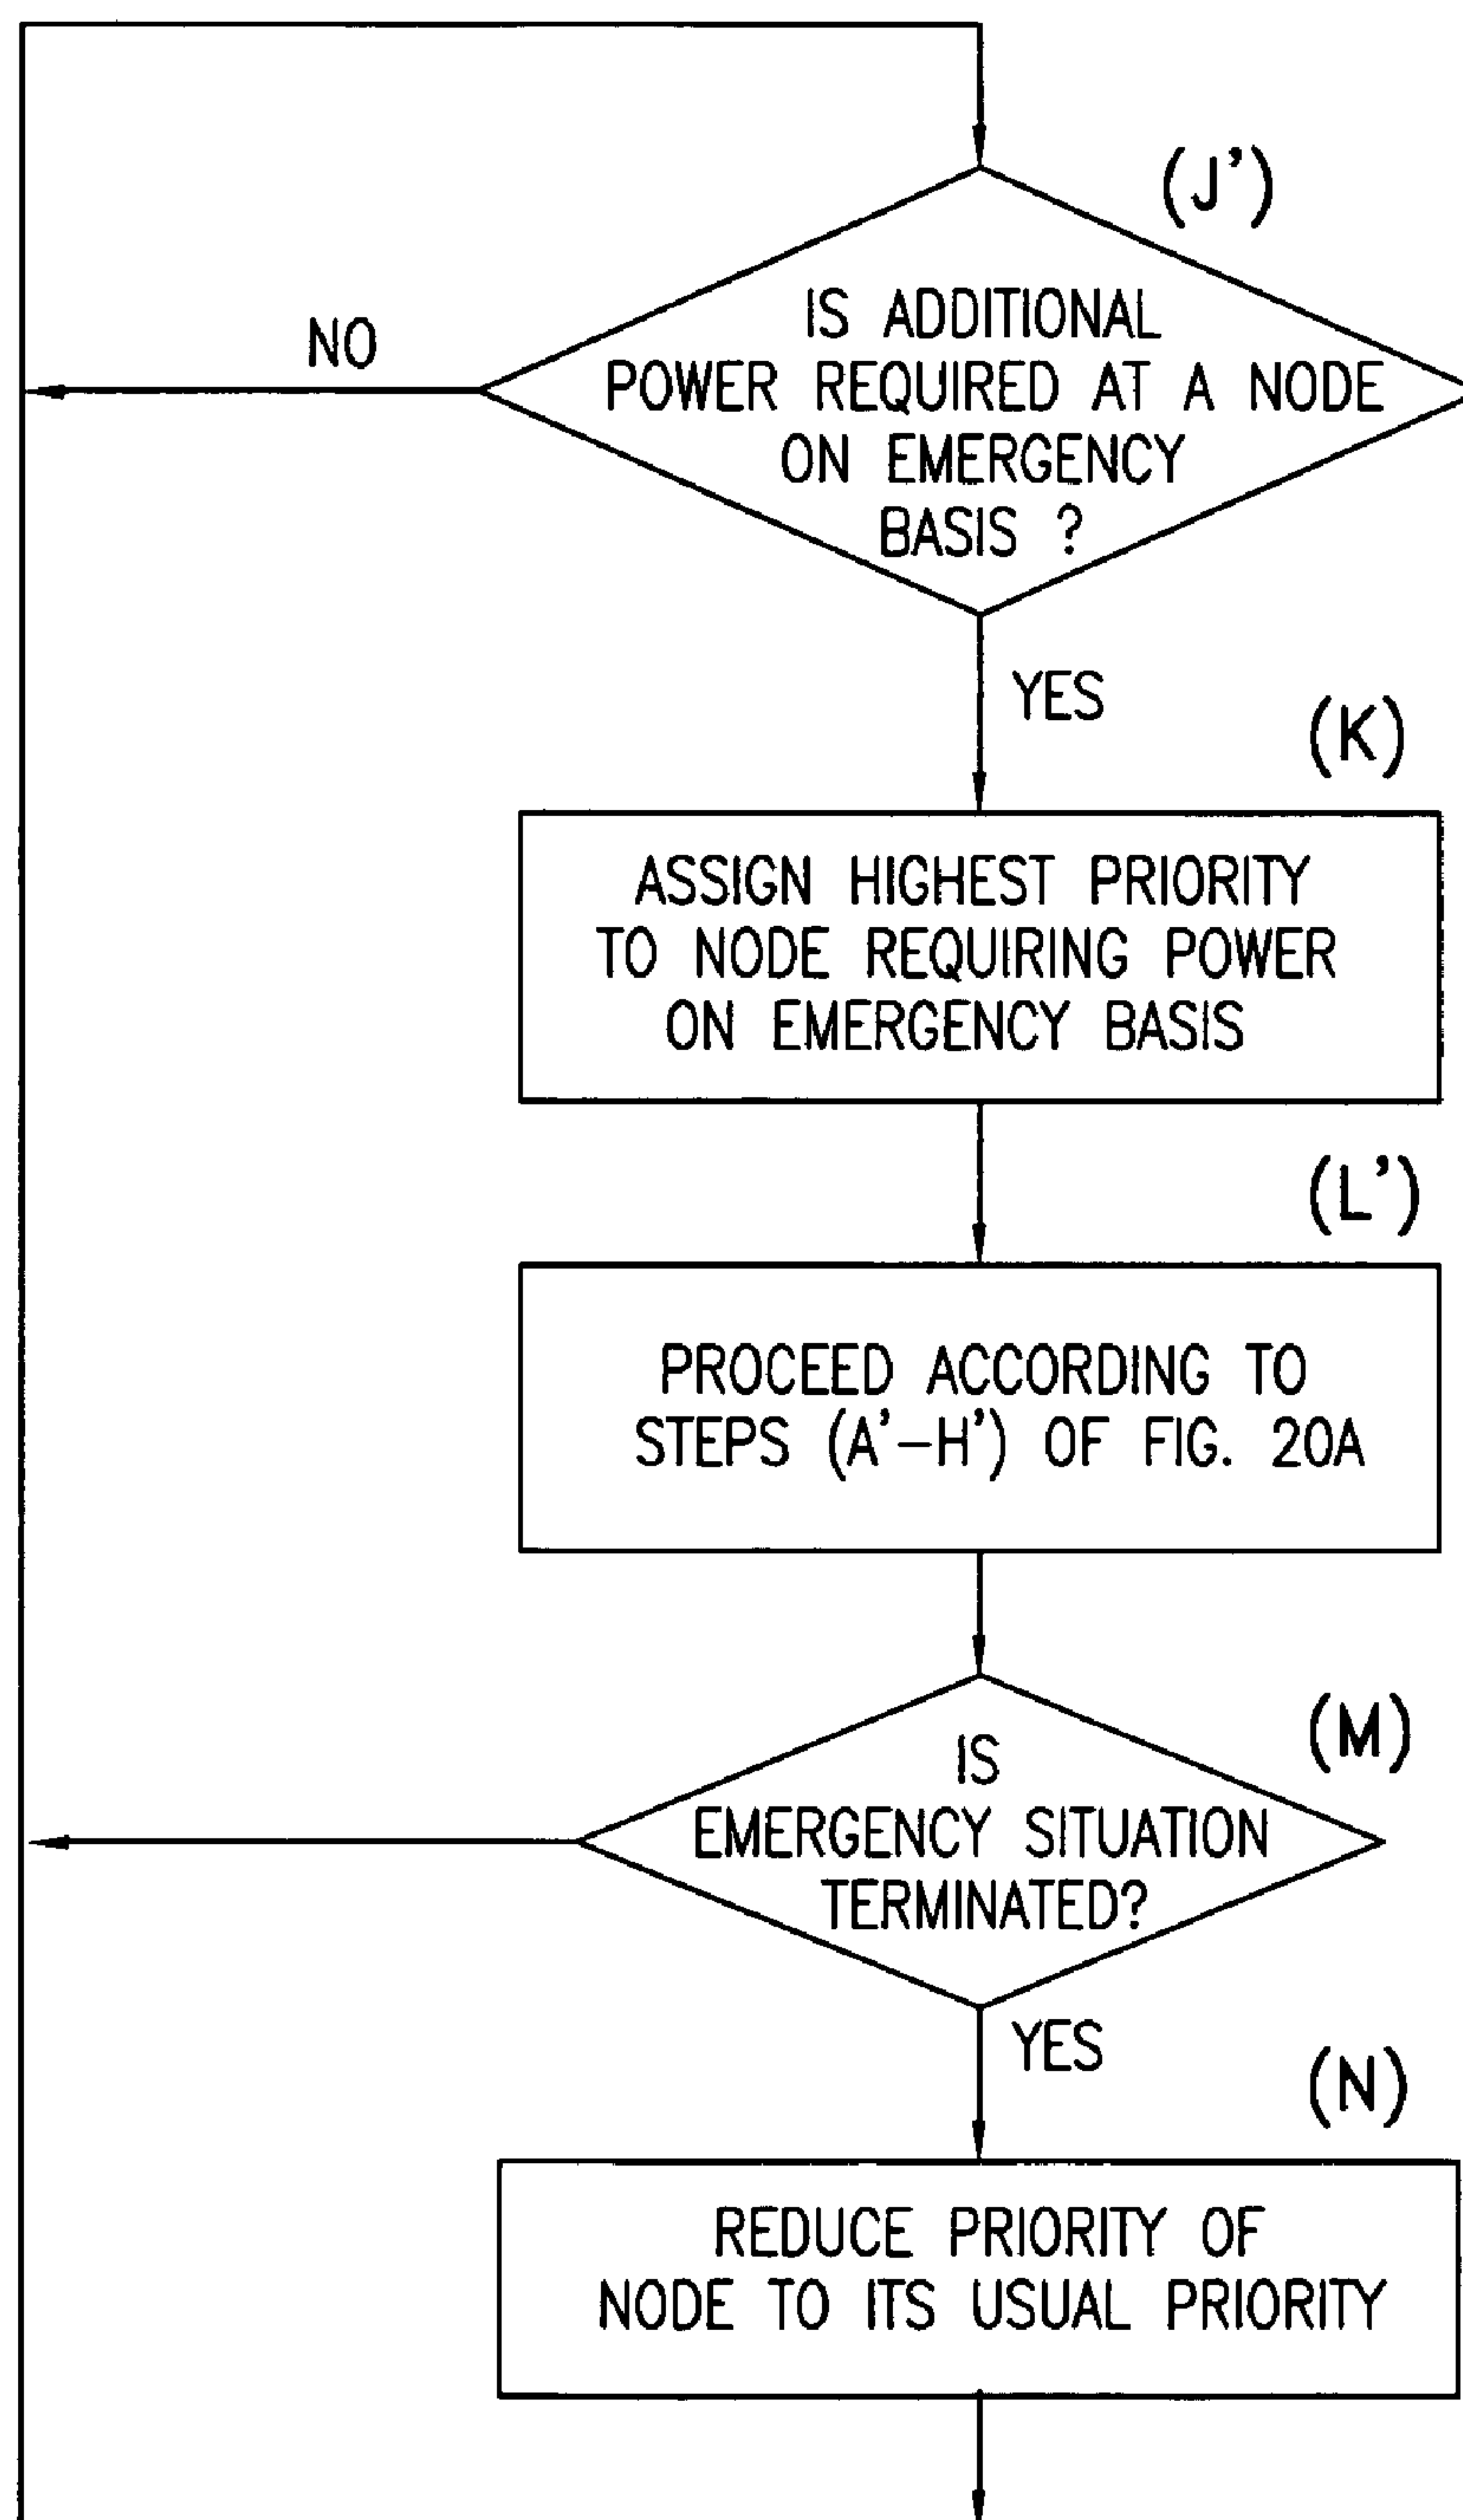 (J')
IS ADDITIONAL
POWER REQUIRED AT A NODE
ON EMERGENCY
BASIS ?
NO
YES
(K)
ASSIGN HIGHEST PRIORITY
TO NODE REQUIRING POWER
ON EMERGENCY BASIS
(L')
PROCEED ACCORDING TO
STEPS (A'-H') OF FIG. 20A
(M)
IS
EMERGENCY SITUATION
TERMINATED?
YES
(N)
REDUCE PRIORITY OF
NODE TO ITS USUAL PRIORITY